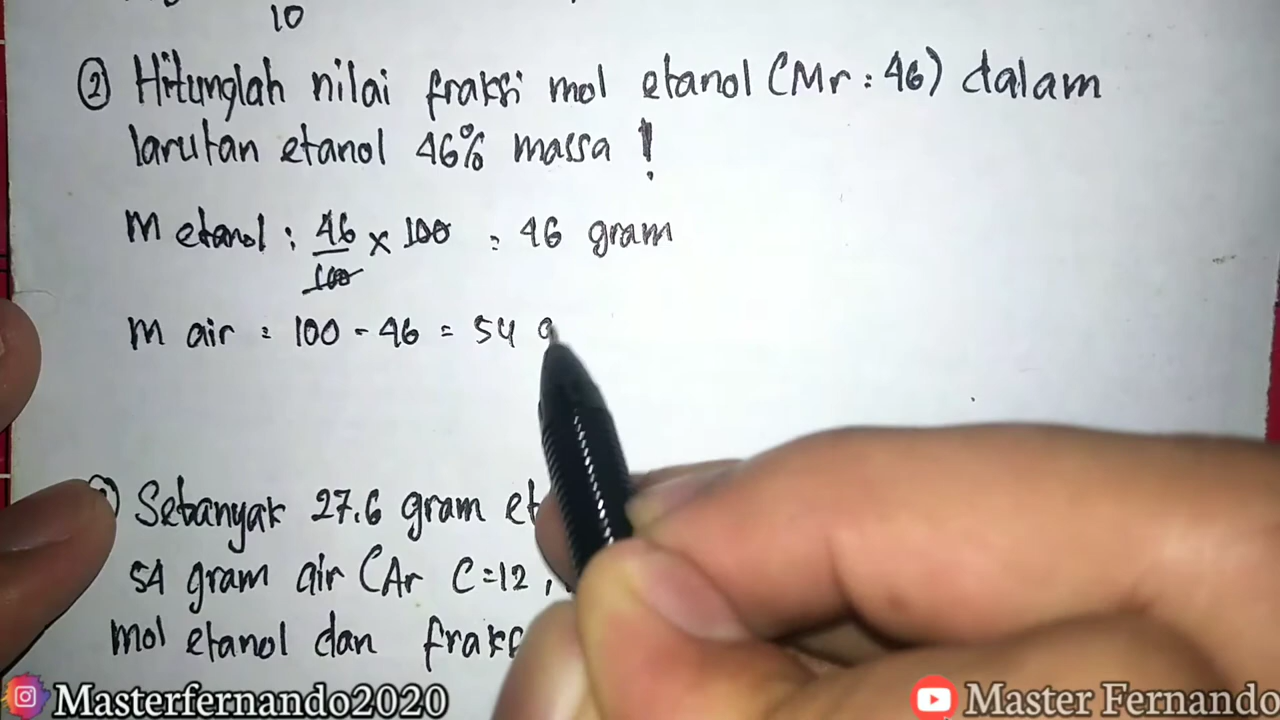 10
② Hitunglah nilai fraksi mol etanol (Mr : 46) dalam
larutan etanol 46% massa !
M etanol : 46/100 x 100 = 46 gram
M air = 100 - 46 = 54 g
Sebanyak 27.6 gram et
54 gram air (Ar C=12,
mol etanol dan fraks
Masterfernando2020
Master Fernando